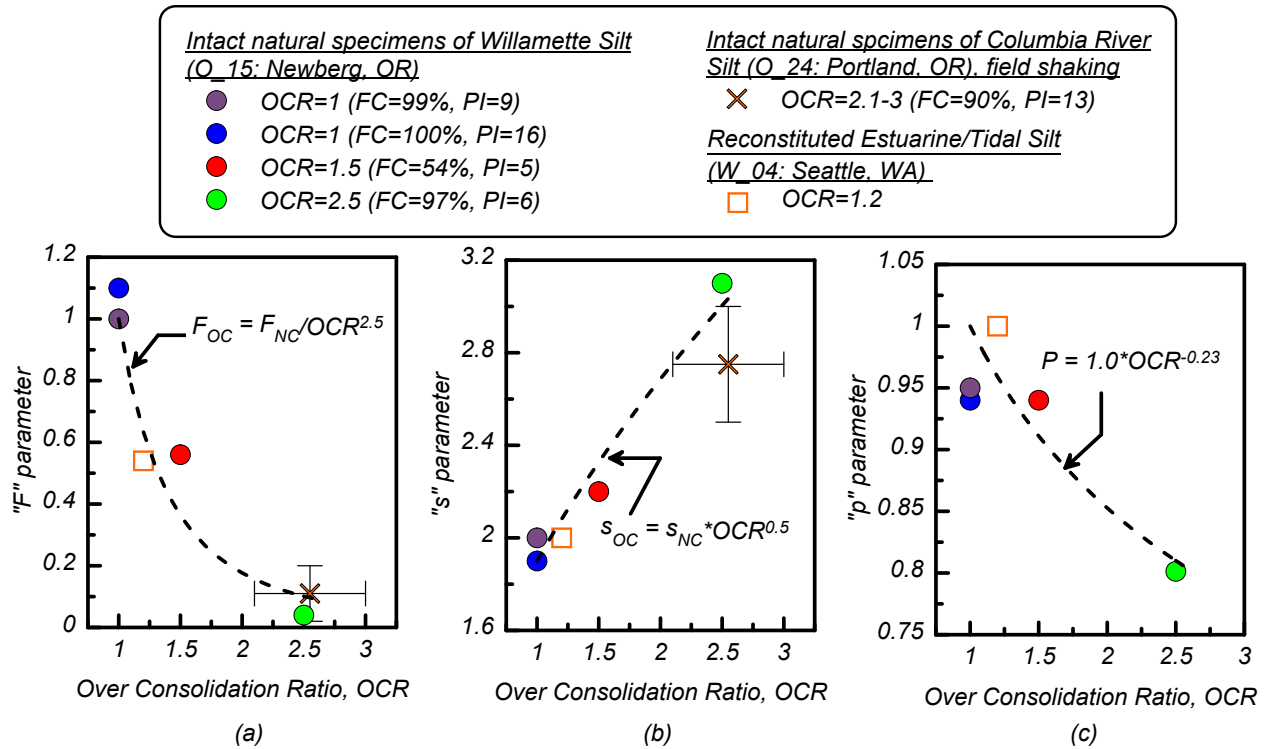 Intact natural specimens of Willamette Silt
(O_15: Newberg, OR)
OCR=1 (FC=99%, PI=9)
OCR=1 (FC=100%, PI=16)
OCR=1.5 (FC=54%, PI=5)
OCR=2.5 (FC=97%, PI=6)
Intact natural spcimens of Columbia River
Silt (O_24: Portland, OR), field shaking
OCR=2.1-3 (FC=90%, PI=13)
Reconstituted Estuarine/Tidal Silt
(W_04: Seattle, WA)
OCR=1.2
1.2
1
0.8
0.6
0.4
0.2
0
"F" parameter
F_OC = F_NC/OCR^2.5
1 1.5 2 2.5 3
Over Consolidation Ratio, OCR
(a)
3.2
2.8
2.4
2
1.6
"s" parameter
s_OC = s_NC*OCR^0.5
1 1.5 2 2.5 3
Over Consolidation Ratio, OCR
(b)
1.05
1
0.95
0.9
0.85
0.8
0.75
"p" parameter
P = 1.0*OCR^-0.23
1 1.5 2 2.5 3
Over Consolidation Ratio, OCR
(c)